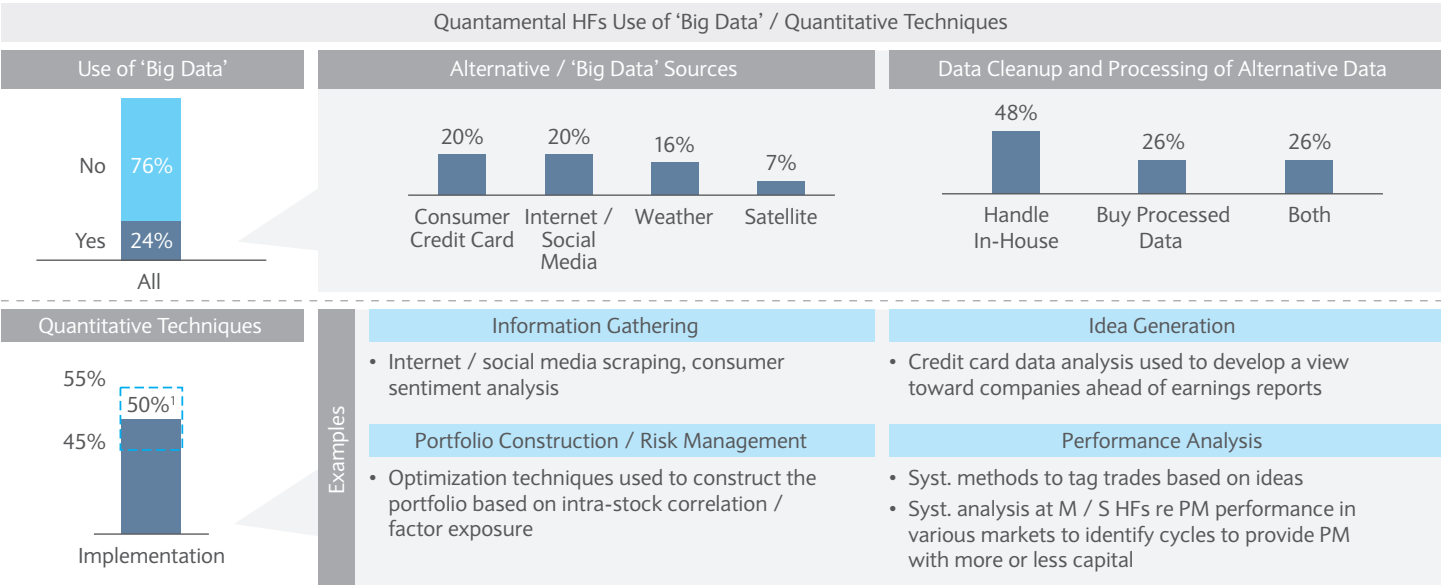 Quantamental HFs Use of ‘Big Data’ / Quantitative Techniques
Use of ‘Big Data’
No
76%
Yes
24%
All
Alternative / ‘Big Data’ Sources
20%
20%
16%
7%
Consumer
Credit Card
Internet /
Social
Media
Weather
Satellite
Data Cleanup and Processing of Alternative Data
48%
26%
26%
Handle
In-House
Buy Processed
Data
Both
Quantitative Techniques
55%
50%¹
45%
Implementation
Examples
Information Gathering
• Internet / social media scraping, consumer
sentiment analysis
Idea Generation
• Credit card data analysis used to develop a view
toward companies ahead of earnings reports
Portfolio Construction / Risk Management
• Optimization techniques used to construct the
portfolio based on intra-stock correlation /
factor exposure
Performance Analysis
• Syst. methods to tag trades based on ideas
• Syst. analysis at M / S HFs re PM performance in
various markets to identify cycles to provide PM
with more or less capital